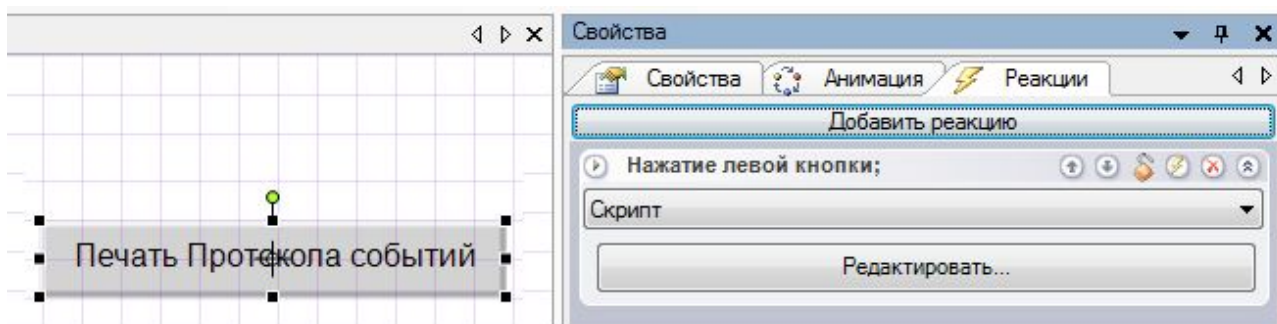 Свойства
Свойства Анимация Реакции
Добавить реакцию
Нажатие левой кнопки;
Скрипт
Печать Протокола событий
Редактировать...